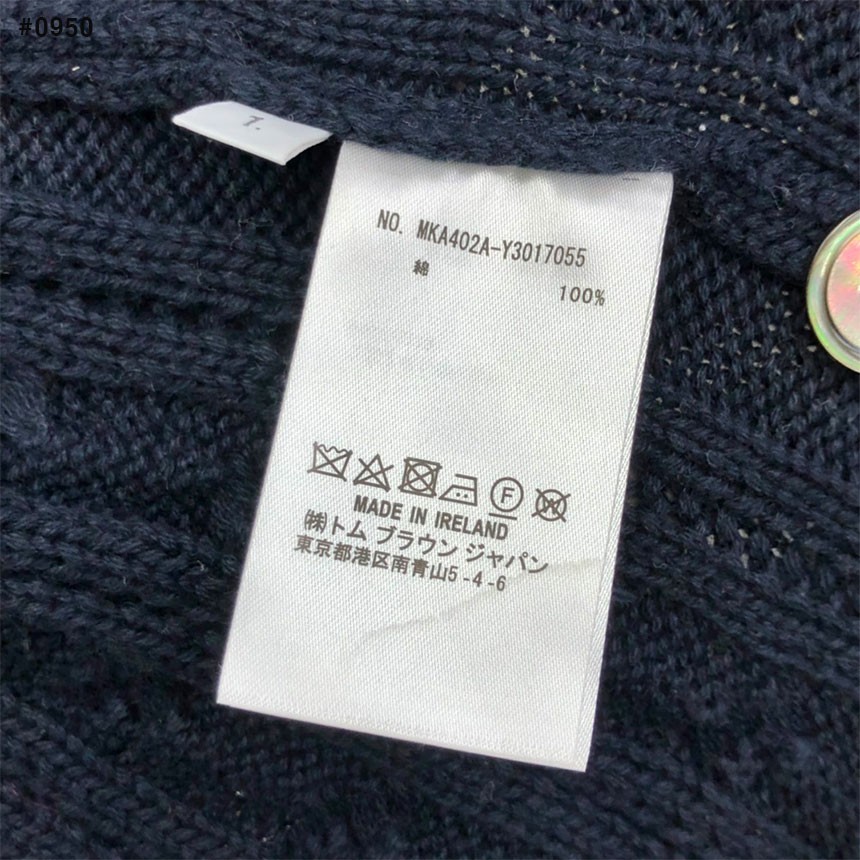 #0950
1.
NO. MKA402A-Y3017055
綿
100%
F
W
MADE IN IRELAND
㈱トム ブラウン ジャパン
東京都港区南青山5-4-6